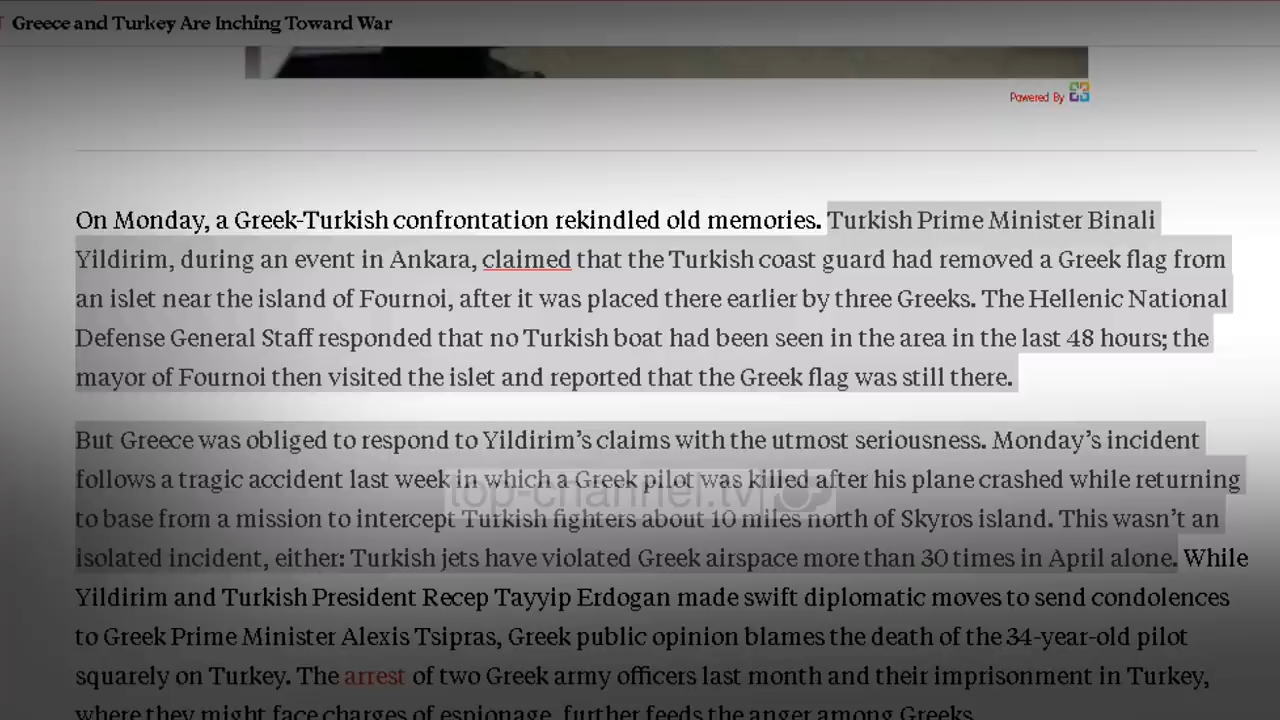 Greece and Turkey Are Inching Toward War
Powered By
On Monday, a Greek-Turkish confrontation rekindled old memories. Turkish Prime Minister Binali
Yildirim, during an event in Ankara, claimed that the Turkish coast guard had removed a Greek flag from
an islet near the island of Fournoi, after it was placed there earlier by three Greeks. The Hellenic National
Defense General Staff responded that no Turkish boat had been seen in the area in the last 48 hours; the
mayor of Fournoi then visited the islet and reported that the Greek flag was still there.
But Greece was obliged to respond to Yildirim’s claims with the utmost seriousness. Monday’s incident
follows a tragic accident last week in which a Greek pilot was killed after his plane crashed while returning
top-channel.tv
to base from a mission to intercept Turkish fighters about 10 miles north of Skyros island. This wasn’t an
isolated incident, either: Turkish jets have violated Greek airspace more than 30 times in April alone. While
Yildirim and Turkish President Recep Tayyip Erdogan made swift diplomatic moves to send condolences
to Greek Prime Minister Alexis Tsipras, Greek public opinion blames the death of the 34-year-old pilot
squarely on Turkey. The arrest of two Greek army officers last month and their imprisonment in Turkey,
where they might face charges of espionage, further feeds the anger among Greeks.